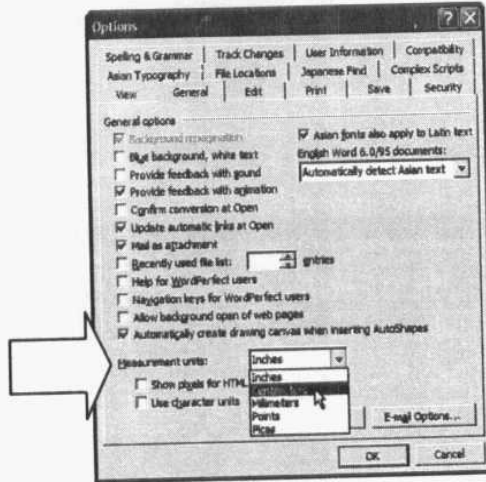 Options
Spelling & Grammar Track Changes User Information Compatibility
Asian Typography File Locations Japanese Find Complex Scripts
View General Edit Print Save Security
General options
Background repagination
Blue background, white text
Provide feedback with sound
Provide feedback with animation
Confirm conversion at Open
Update automatic links at Open
Mail as attachment
Recently used file list: entries
Help for WordPerfect users
Navigation keys for WordPerfect users
Allow background open of web pages
Automatically create drawing canvas when inserting AutoShapes
Asian fonts also apply to Latin text
English Word 6.0/95 documents:
Automatically detect Asian text
Measurement units: Inches
Inches
Show pixels for HTML
Millimeters
Use character units
Points
Picas
E-mail Options...
OK Cancel